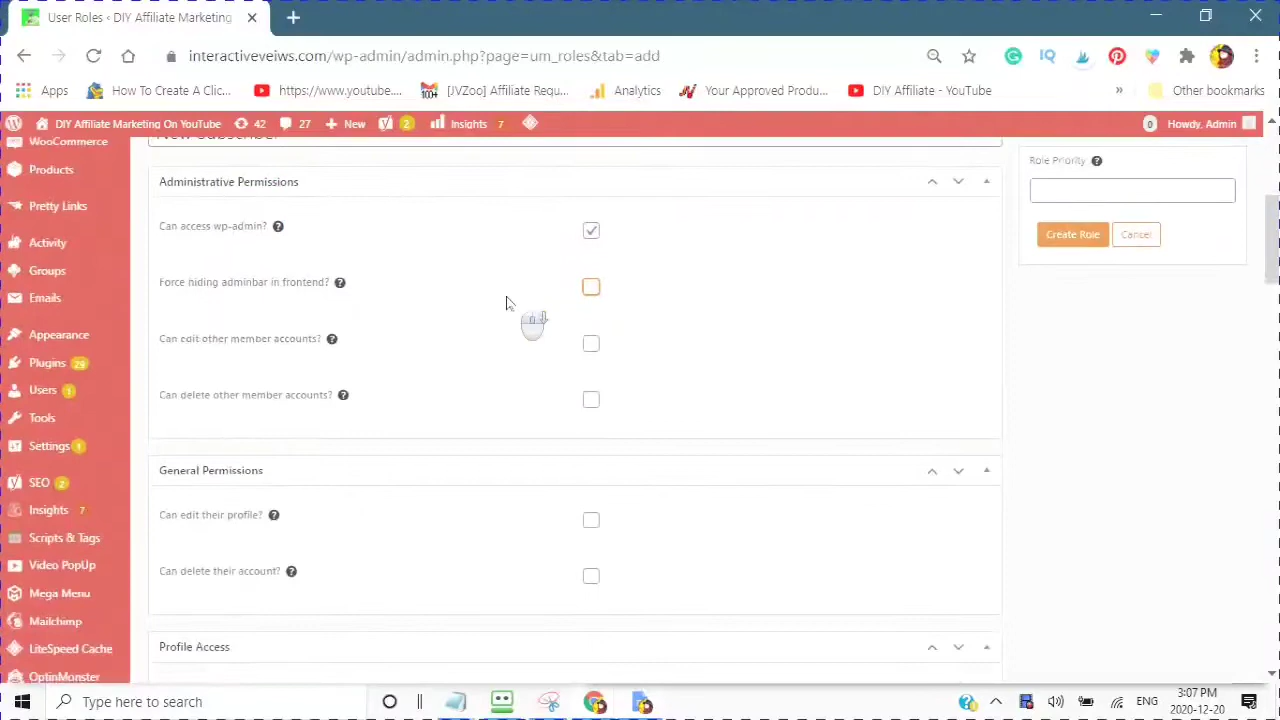 User Roles ‹ DIY Affiliate Marketing
interactiveveiws.com/wp-admin/admin.php?page=um_roles&tab=add
Apps
How To Create A Clic...
https://www.youtube....
[JVZoo] Affiliate Requ...
Analytics
Your Approved Produ...
DIY Affiliate - YouTube
»
Other bookmarks
DIY Affiliate Marketing On YouTube
42
27
New
2
Insights 7
0
Howdy, Admin
WooCommerce
Products
Pretty Links
Activity
Groups
Emails
Appearance
Plugins 29
Users 1
Tools
Settings 1
SEO 2
Insights 7
Scripts & Tags
Video PopUp
Mega Menu
Mailchimp
LiteSpeed Cache
OptinMonster
New Subscriber
Administrative Permissions
Can access wp-admin?
Force hiding adminbar in frontend?
Can edit other member accounts?
Can delete other member accounts?
General Permissions
Can edit their profile?
Can delete their account?
Profile Access
Role Priority
Create Role
Cancel
Type here to search
ENG
3:07 PM
2020-12-20